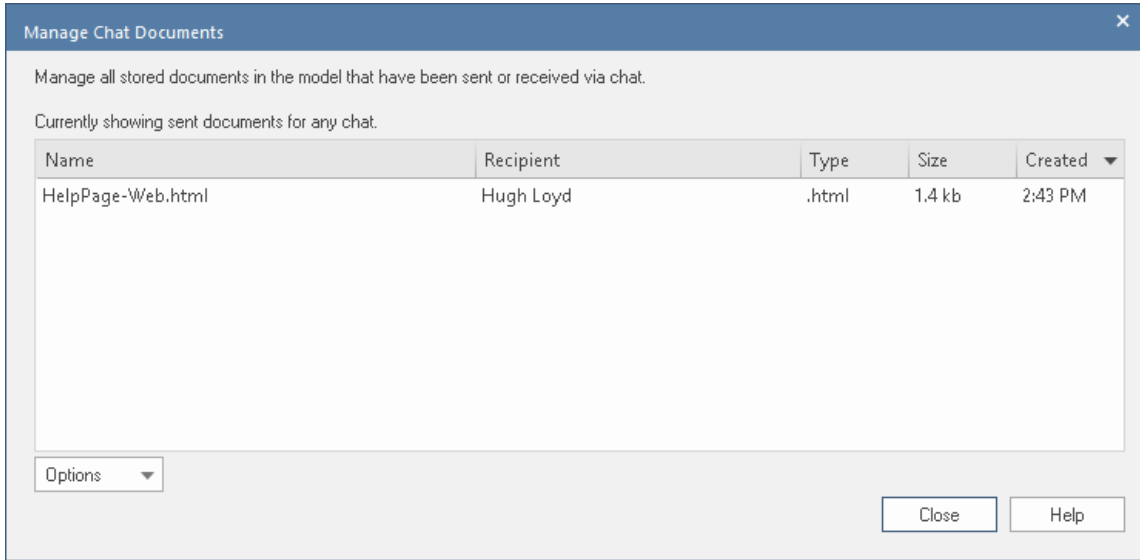 Manage Chat Documents
Manage all stored documents in the model that have been sent or received via chat.
Currently showing sent documents for any chat.
Name Recipient Type Size Created
HelpPage-Web.html Hugh Loyd .html 1.4 kb 2:43 PM
Options
Close Help